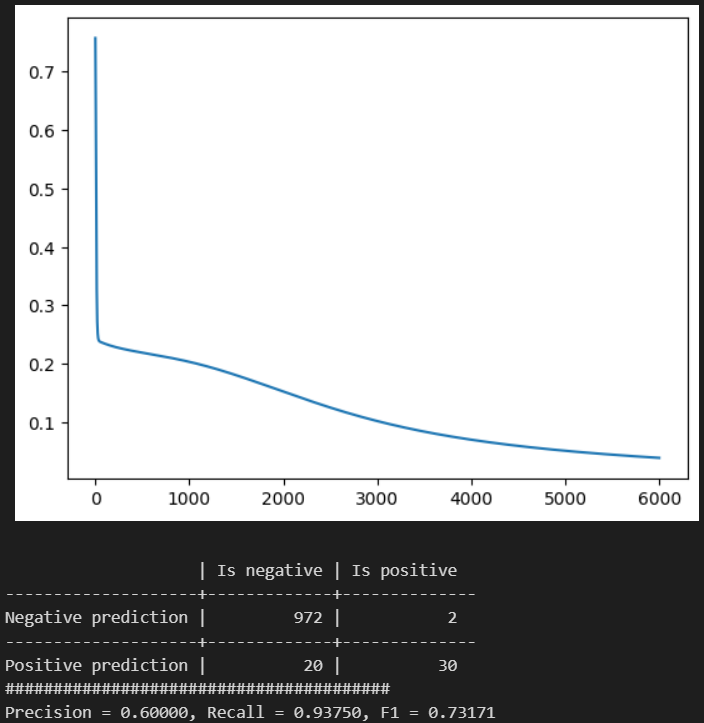 0.7
0.6
0.5
0.4
0.3
0.2
0.1
0 1000 2000 3000 4000 5000 6000
| Is negative | Is positive
--------------------+-------------+--------------
Negative prediction | 972 | 2
--------------------+-------------+--------------
Positive prediction | 20 | 30
########################################
Precision = 0.60000, Recall = 0.93750, F1 = 0.73171